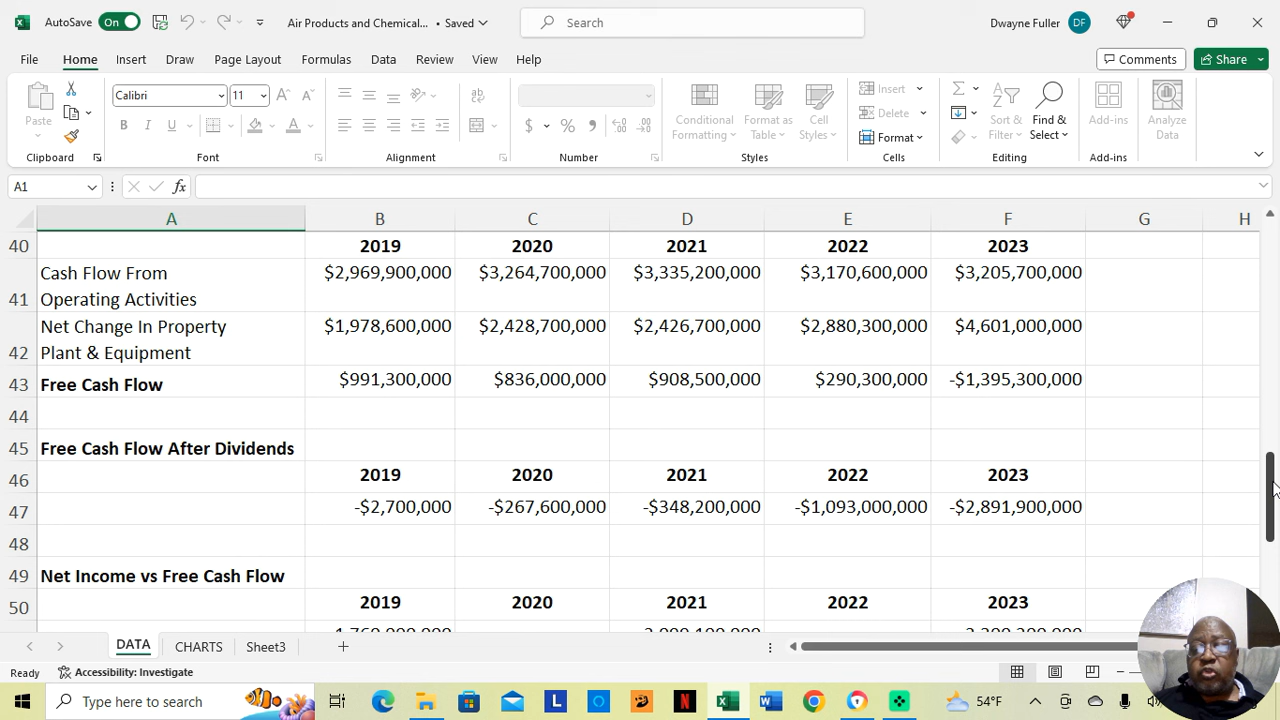 AutoSave On Air Products and Chemical... • Saved Search Dwayne Fuller DF
File Home Insert Draw Page Layout Formulas Data Review View Help Comments Share
Calibri 11
Insert
Delete
Format
Paste Conditional Formatting Format as Table Cell Styles Sort & Filter Find & Select Add-ins Analyze Data
Clipboard Font Alignment Number Styles Cells Editing Add-ins
A1 fx
A B C D E F G H
40 2019 2020 2021 2022 2023
Cash Flow From $2,969,900,000 $3,264,700,000 $3,335,200,000 $3,170,600,000 $3,205,700,000
41 Operating Activities
Net Change In Property $1,978,600,000 $2,428,700,000 $2,426,700,000 $2,880,300,000 $4,601,000,000
42 Plant & Equipment
43 Free Cash Flow $991,300,000 $836,000,000 $908,500,000 $290,300,000 -$1,395,300,000
44
45 Free Cash Flow After Dividends
46 2019 2020 2021 2022 2023
47 -$2,700,000 -$267,600,000 -$348,200,000 -$1,093,000,000 -$2,891,900,000
48
49 Net Income vs Free Cash Flow
50 2019 2020 2021 2022 2023
DATA CHARTS Sheet3
Ready Accessibility: Investigate
Type here to search 54°F